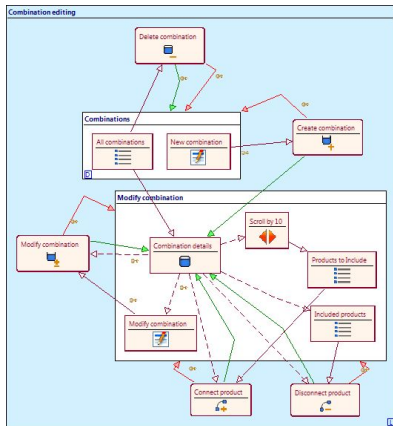 Combination editing
Delete combination
Combinations
All combinations
New combination
Create combination
D
Modify combination
Scroll by 10
Modify combination
Combination details
Products to Include
Included products
Modify combination
Connect product
Disconnect product
L